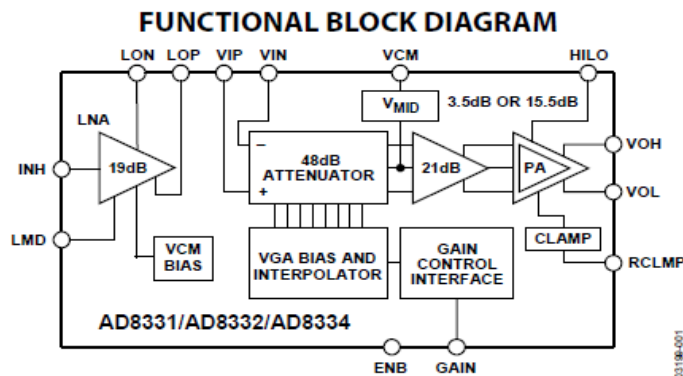 FUNCTIONAL BLOCK DIAGRAM
LON LOP VIP VIN VCM HILO
LNA
VMID
3.5dB OR 15.5dB
INH
19dB
–
+
48dB
ATTENUATOR
21dB
PA
VOH
VOL
LMD
VCM
BIAS
VGA BIAS AND
INTERPOLATOR
GAIN
CONTROL
INTERFACE
CLAMP
RCLMP
AD8331/AD8332/AD8334
ENB GAIN
03199-001